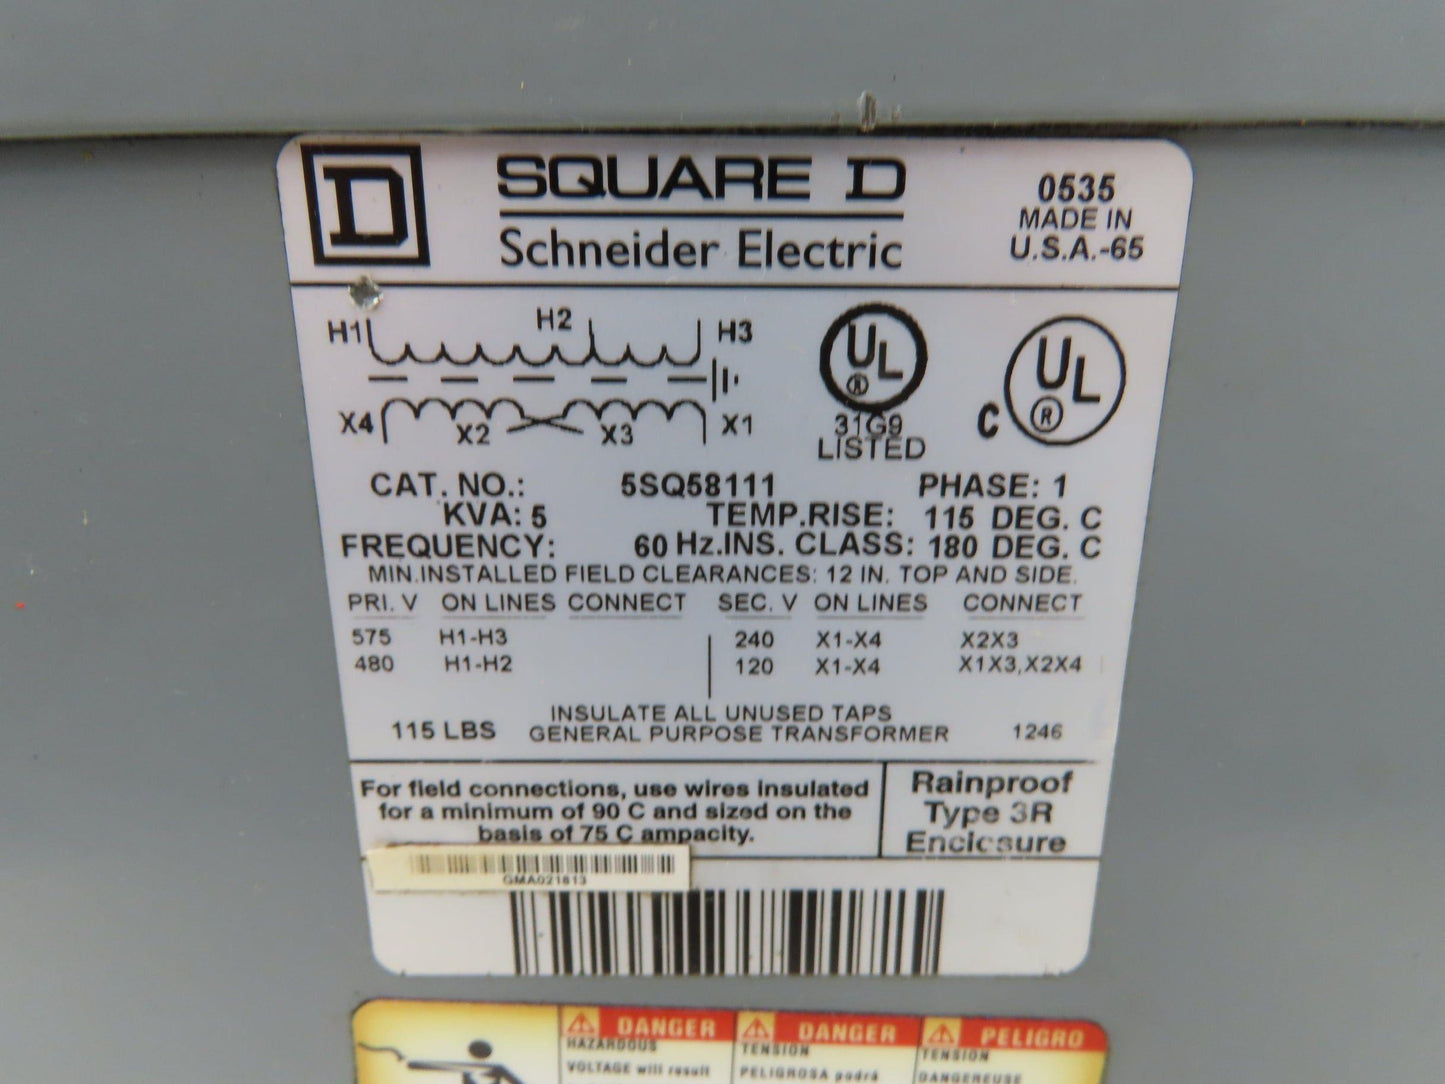 D SQUARE D
Schneider Electric
0535
MADE IN
U.S.A.-65
H1 H2 H3
X4 X2 X3 X1
UL ®
31G9
LISTED
C UL ®
CAT. NO.: 5SQ58111 PHASE: 1
KVA: 5 TEMP.RISE: 115 DEG. C
FREQUENCY: 60 Hz.INS. CLASS: 180 DEG. C
MIN.INSTALLED FIELD CLEARANCES: 12 IN. TOP AND SIDE.
PRI. V ON LINES CONNECT SEC. V ON LINES CONNECT
575 H1-H3 240 X1-X4 X2X3
480 H1-H2 120 X1-X4 X1X3,X2X4
INSULATE ALL UNUSED TAPS
115 LBS GENERAL PURPOSE TRANSFORMER 1246
For field connections, use wires insulated
for a minimum of 90 C and sized on the
basis of 75 C ampacity.
Rainproof
Type 3R
Enclosure
GMA021813
DANGER
HAZARDOUS
VOLTAGE will result
DANGER
TENSION
PELIGROSA podrá
PELIGRO
TENSION
DANGEREUSE